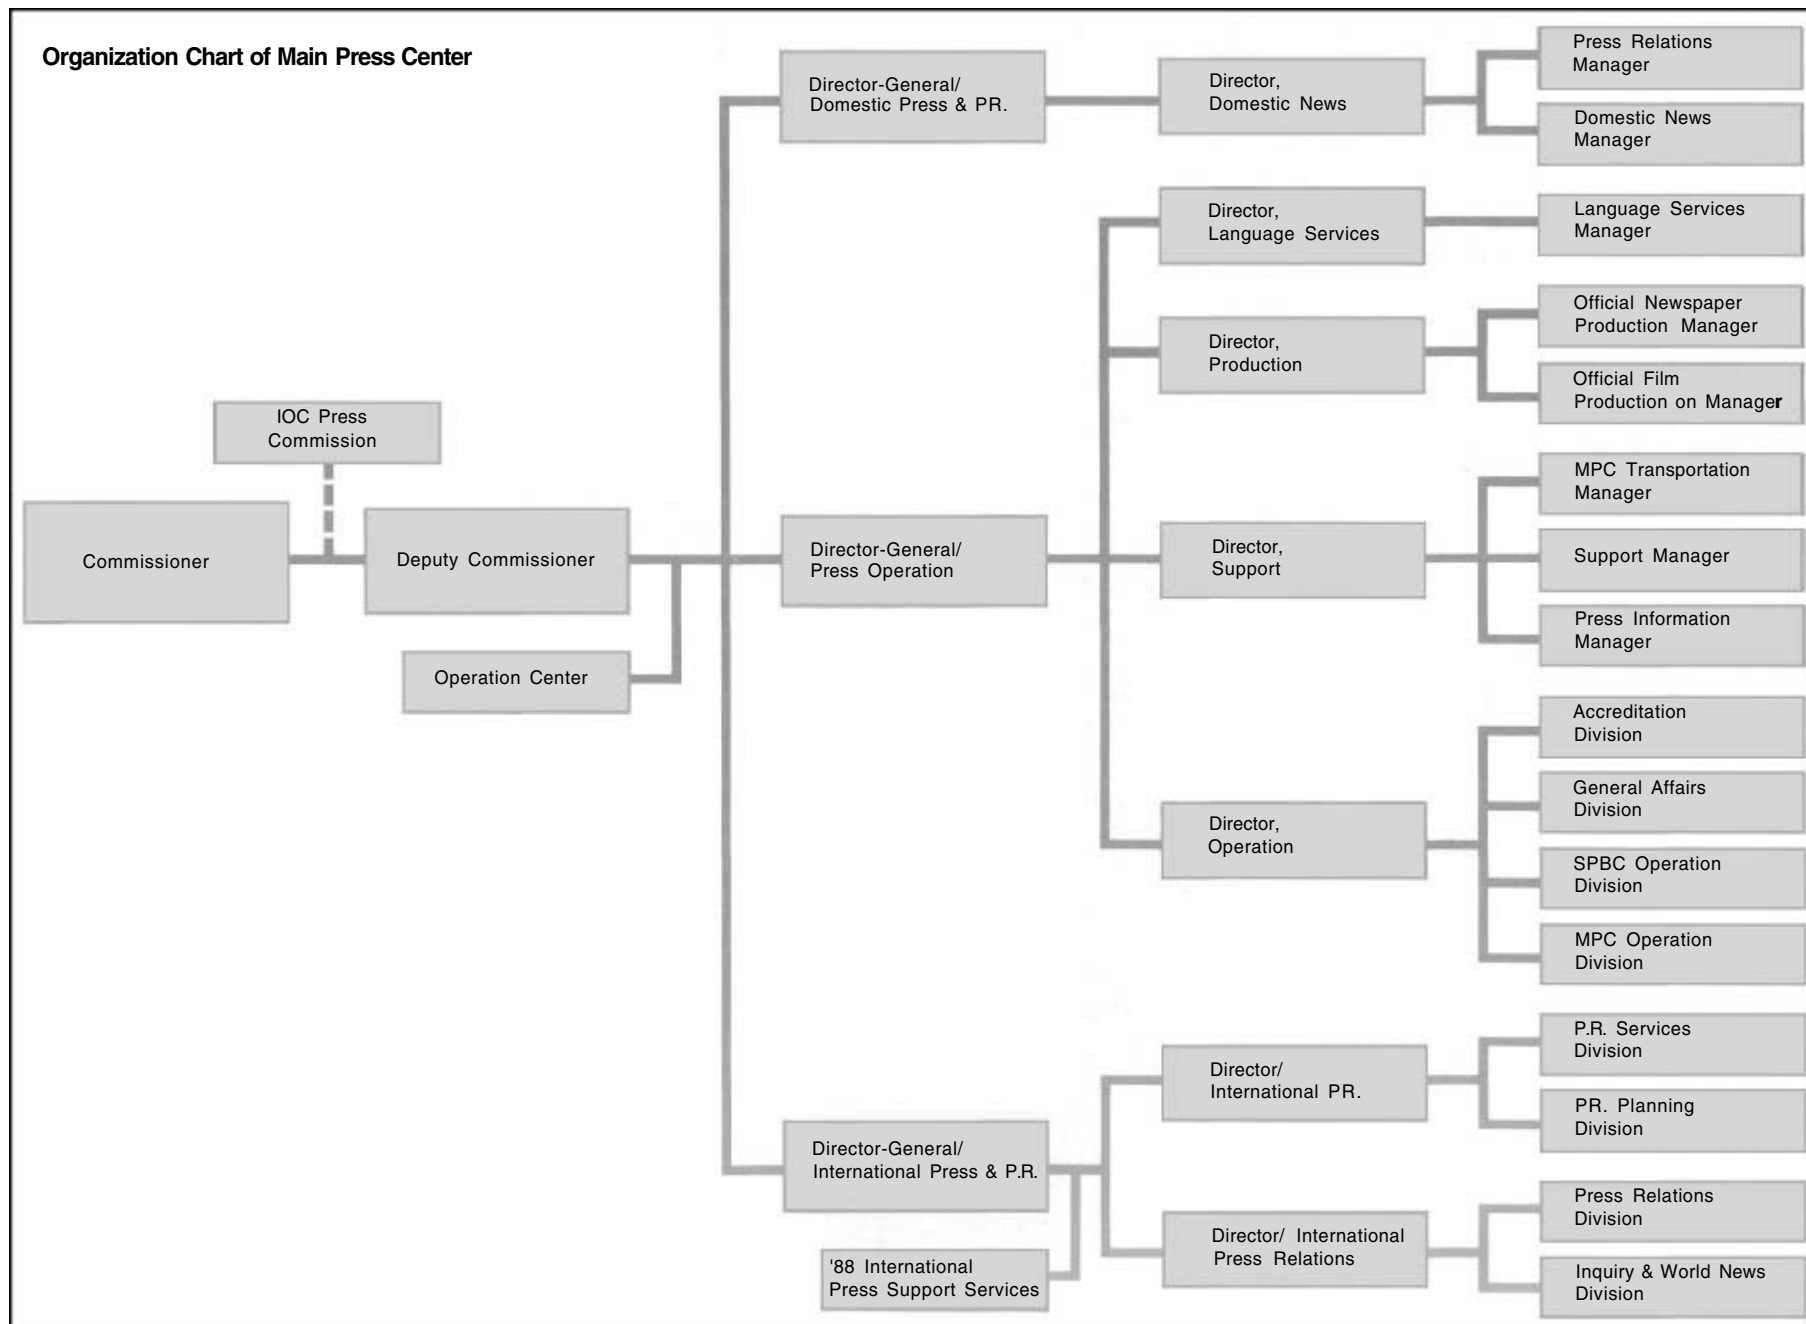 Organization Chart of Main Press Center
IOC Press
Commission
Commissioner
Deputy Commissioner
Operation Center
Director-General/
Domestic Press & PR.
Director-General/
Press Operation
Director-General/
International Press & P.R.
'88 International
Press Support Services
Director,
Domestic News
Director,
Language Services
Director,
Production
Director,
Support
Director,
Operation
Director/
International PR.
Director/ International
Press Relations
Press Relations
Manager
Domestic News
Manager
Language Services
Manager
Official Newspaper
Production Manager
Official Film
Production on Manager
MPC Transportation
Manager
Support Manager
Press Information
Manager
Accreditation
Division
General Affairs
Division
SPBC Operation
Division
MPC Operation
Division
P.R. Services
Division
PR. Planning
Division
Press Relations
Division
Inquiry & World News
Division